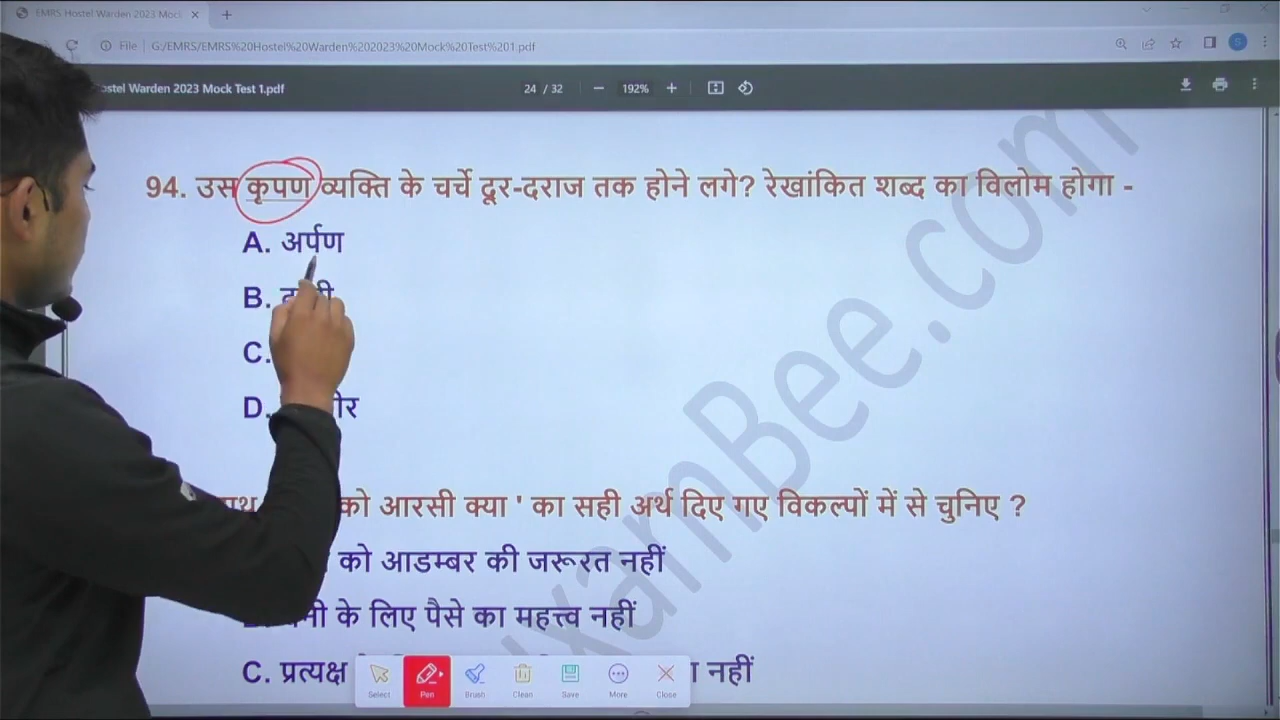 EMRS Hostel Warden 2023 Mock
File G:/EMRS/EMRS%20Hostel%20Warden%202023%20Mock%20Test%201.pdf
ostel Warden 2023 Mock Test 1.pdf 24 / 32 192%
94. उस कृपण व्यक्ति के चर्चे दूर-दराज तक होने लगे? रेखांकित शब्द का विलोम होगा -
A. अर्पण
B.
C.
D.
को आरसी क्या ' का सही अर्थ दिए गए विकल्पों में से चुनिए ?
को आडम्बर की जरूरत नहीं
के लिए पैसे का महत्त्व नहीं
C. प्रत्यक्ष नहीं
Select Pen Brush Clean Save More Close
ExamBee.com